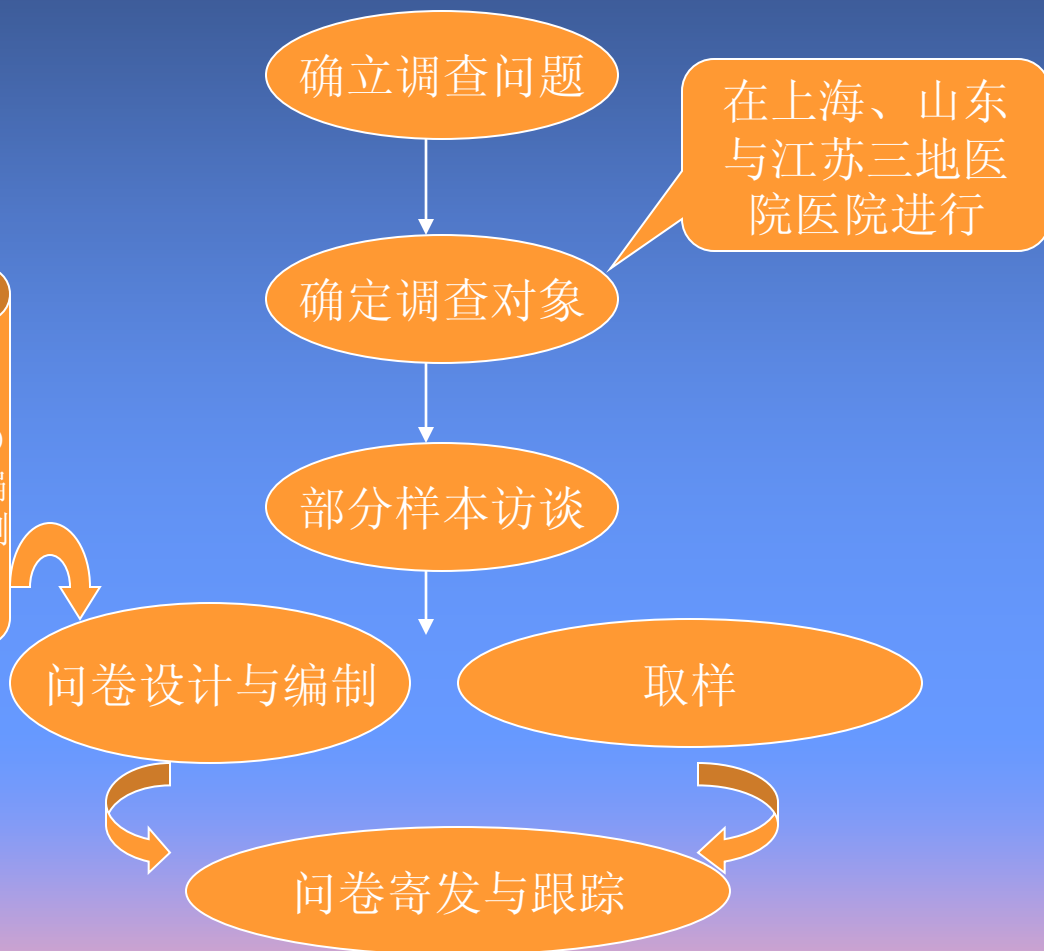 确立调查问题
在上海、山东
与江苏三地医
院医院进行
确定调查对象
部分样本访谈
问卷设计与编制
取样
问卷寄发与跟踪